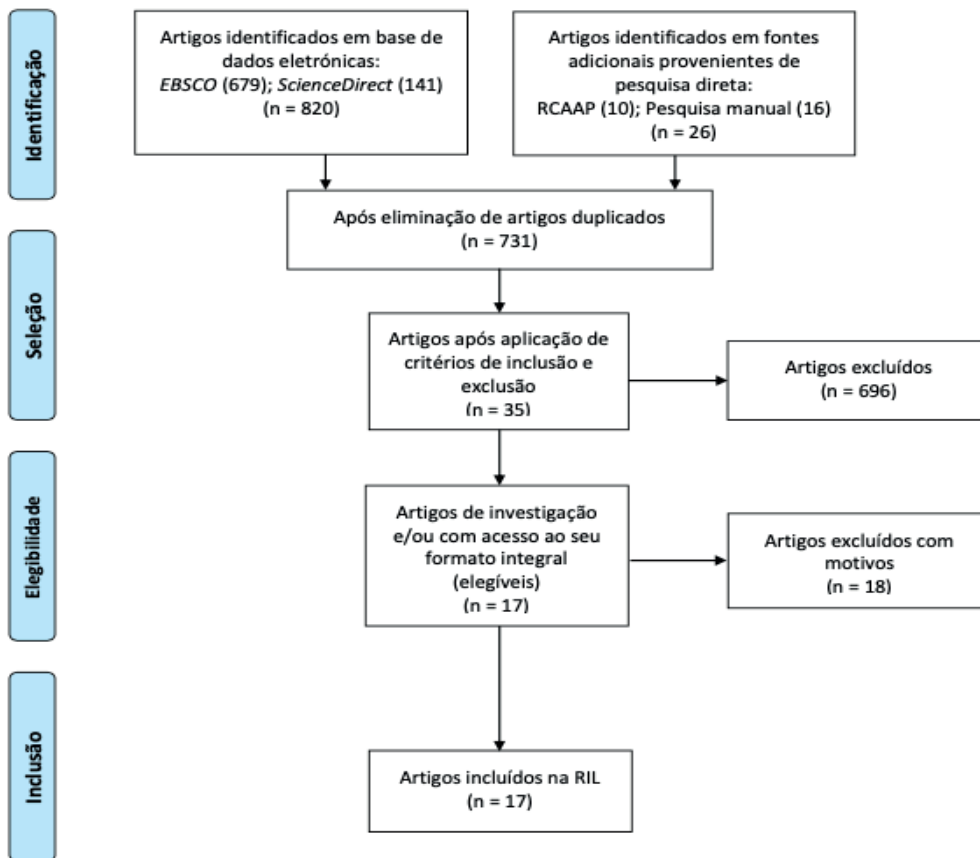 Identificação
Artigos identificados em base de
dados eletrónicas:
EBSCO (679); ScienceDirect (141)
(n = 820)
Artigos identificados em fontes
adicionais provenientes de
pesquisa direta:
RCAAP (10); Pesquisa manual (16)
(n = 26)
Após eliminação de artigos duplicados
(n = 731)
Seleção
Artigos após aplicação de
critérios de inclusão e
exclusão
(n = 35)
Artigos excluídos
(n = 696)
Elegibilidade
Artigos de investigação
e/ou com acesso ao seu
formato integral
(elegíveis)
(n = 17)
Artigos excluídos com
motivos
(n = 18)
Inclusão
Artigos incluídos na RIL
(n = 17)